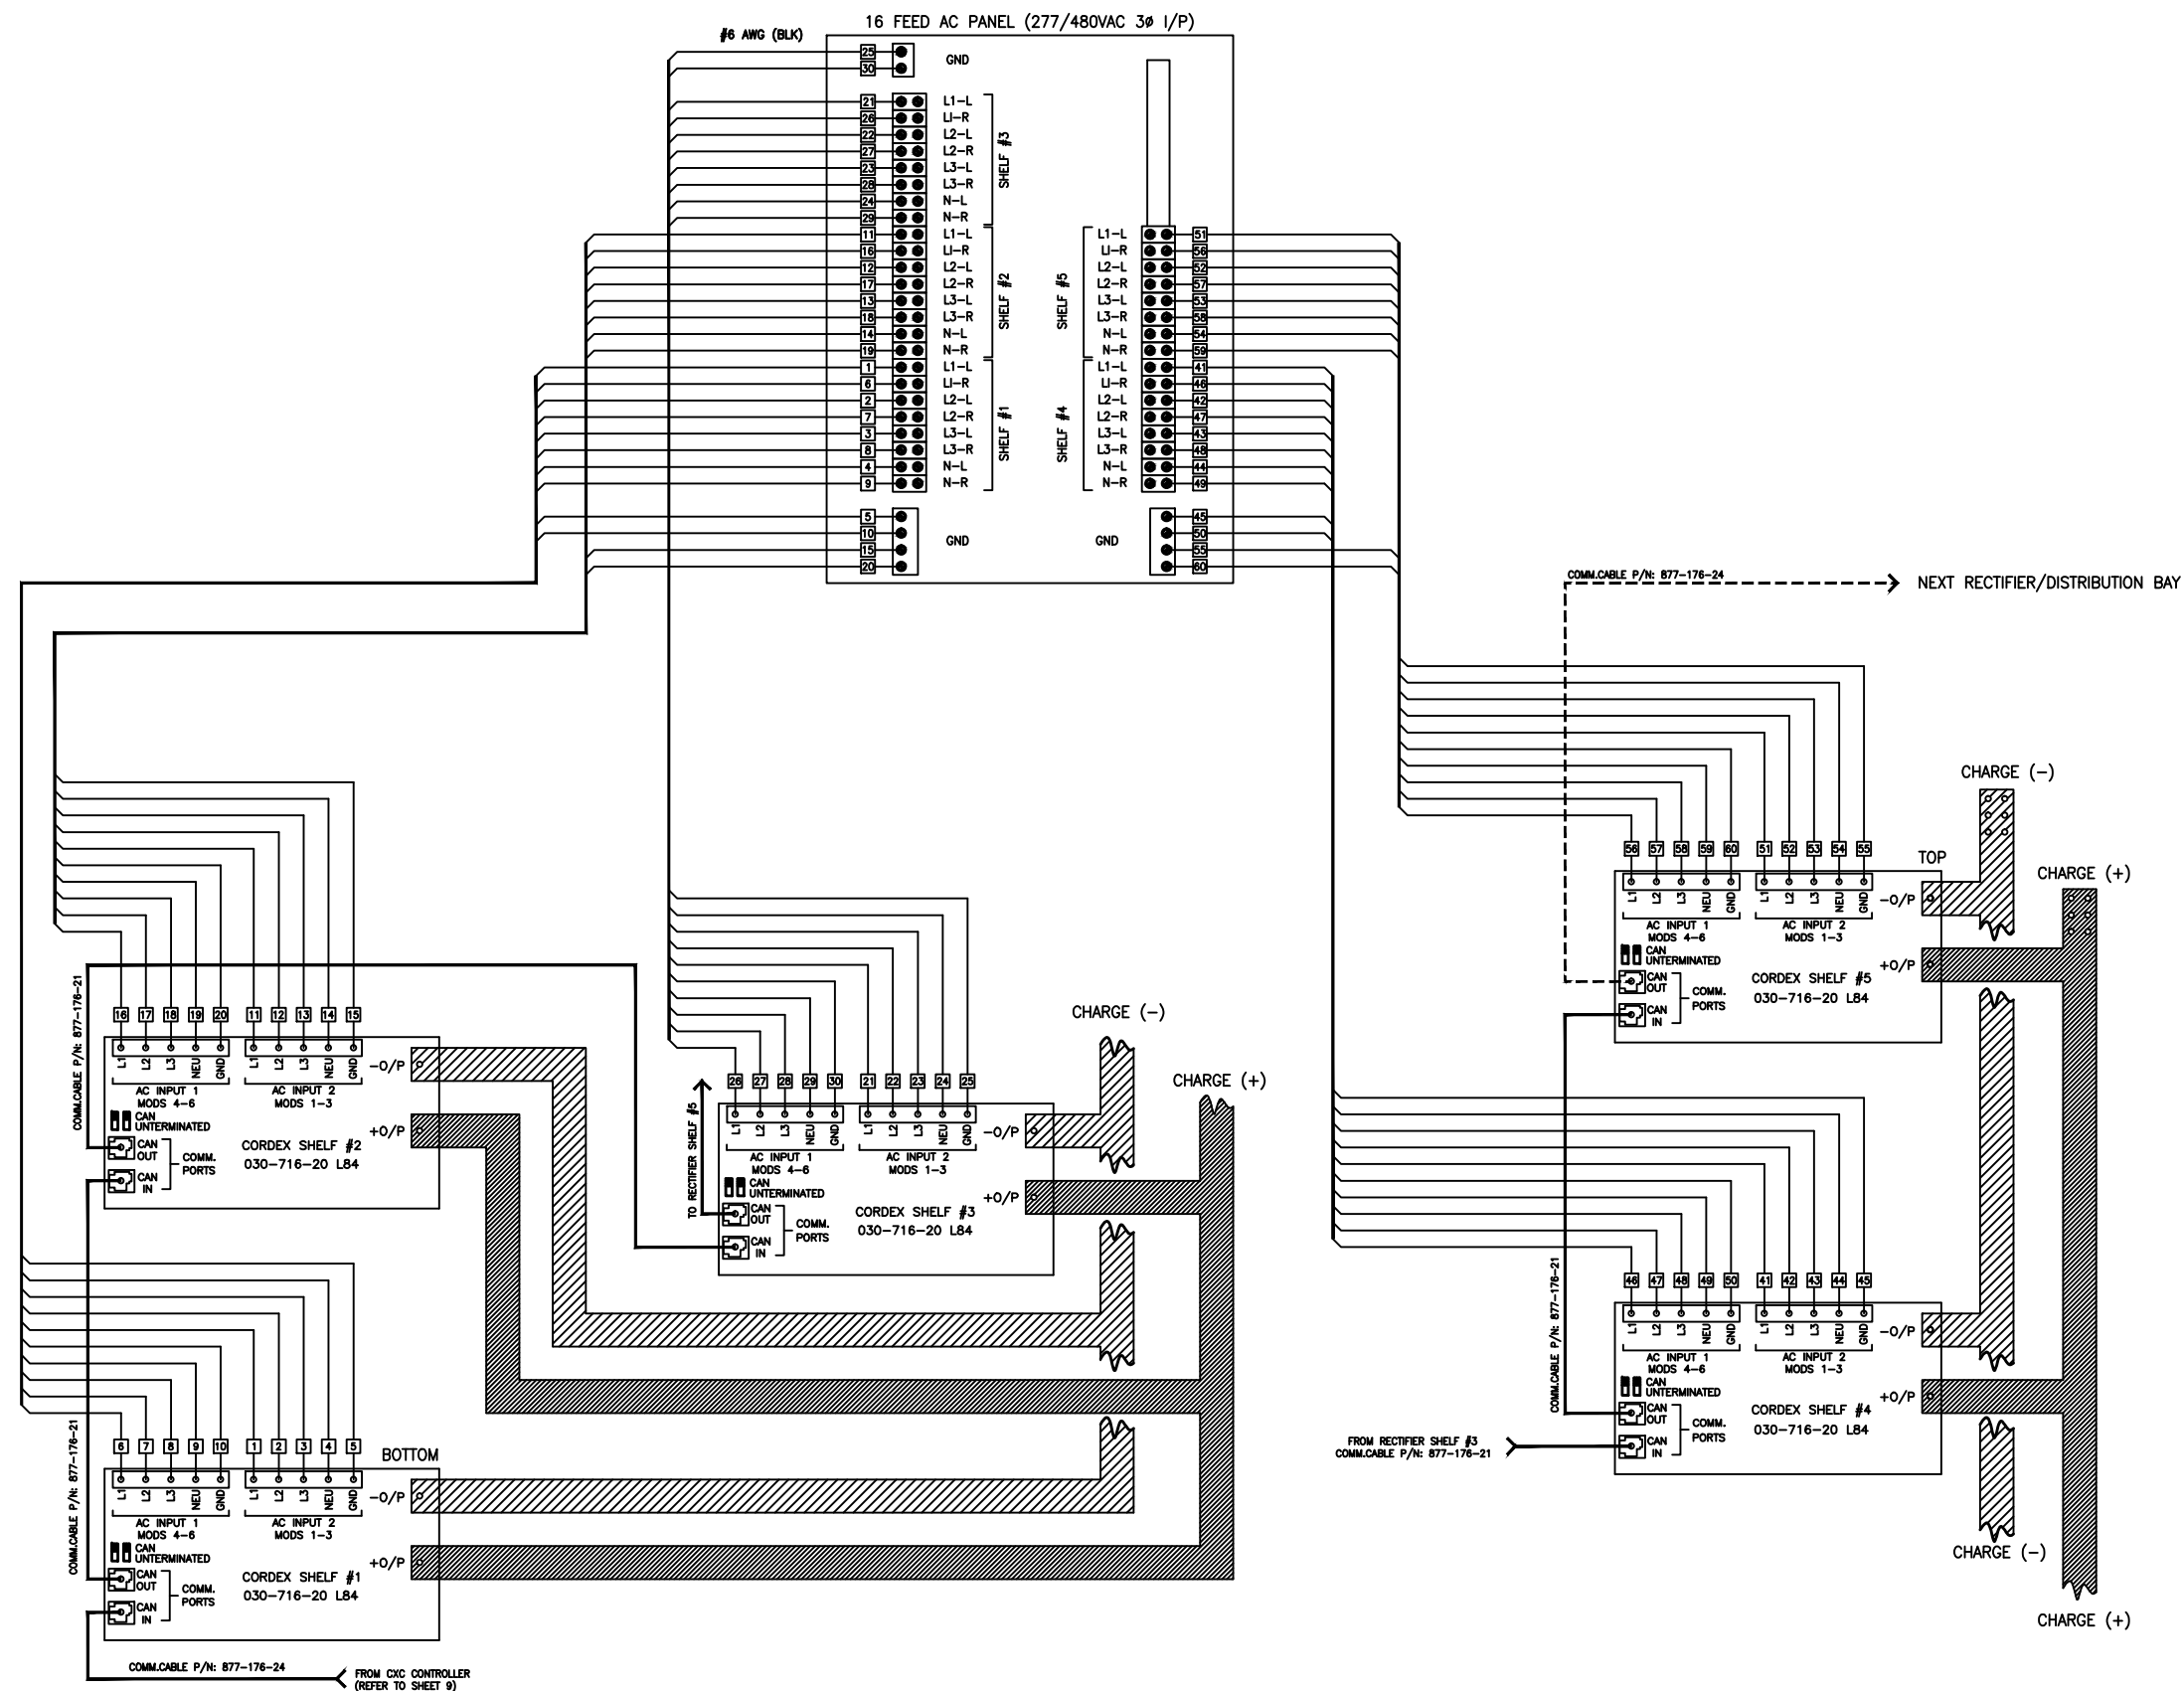 16 FEED AC PANEL (277/480VAC 3ø I/P)
#6 AWG (BLK)
25
30
GND
21 L1-L
26 LI-R
22 L2-L
27 L2-R
23 L3-L
28 L3-R
24 N-L
29 N-R
SHELF #3
11 L1-L
16 LI-R
12 L2-L
17 L2-R
13 L3-L
18 L3-R
14 N-L
19 N-R
SHELF #2
1 L1-L
6 LI-R
2 L2-L
7 L2-R
3 L3-L
8 L3-R
4 N-L
9 N-R
SHELF #1
5
10
15
20
GND
L1-L 51
LI-R 56
L2-L 52
L2-R 57
L3-L 53
L3-R 58
N-L 54
N-R 59
SHELF #5
L1-L 41
LI-R 46
L2-L 42
L2-R 47
L3-L 43
L3-R 48
N-L 44
N-R 49
SHELF #4
GND
45
50
55
60
COMM.CABLE P/N: 877-176-24
NEXT RECTIFIER/DISTRIBUTION BAY
CHARGE (-)
CHARGE (+)
56 57 58 59 60 51 52 53 54 55
TOP
L1 L2 L3 NEU GND L1 L2 L3 NEU GND
-O/P
AC INPUT 1 AC INPUT 2
MODS 4-6 MODS 1-3
CAN
UNTERMINATED
+O/P
CAN
OUT
COMM.
PORTS
CAN
IN
CORDEX SHELF #5
030-716-20 L84
COMM.CABLE P/N: 877-176-21
16 17 18 19 20 11 12 13 14 15
L1 L2 L3 NEU GND L1 L2 L3 NEU GND
-O/P
AC INPUT 1 AC INPUT 2
MODS 4-6 MODS 1-3
CAN
UNTERMINATED
+O/P
CAN
OUT
COMM.
PORTS
CAN
IN
CORDEX SHELF #2
030-716-20 L84
CHARGE (-)
CHARGE (+)
TO RECTIFIER SHELF #5
26 27 28 29 30 21 22 23 24 25
L1 L2 L3 NEU GND L1 L2 L3 NEU GND
-O/P
AC INPUT 1 AC INPUT 2
MODS 4-6 MODS 1-3
CAN
UNTERMINATED
+O/P
CAN
OUT
COMM.
PORTS
CAN
IN
CORDEX SHELF #3
030-716-20 L84
COMM.CABLE P/N: 877-176-21
46 47 48 49 50 41 42 43 44 45
L1 L2 L3 NEU GND L1 L2 L3 NEU GND
-O/P
AC INPUT 1 AC INPUT 2
MODS 4-6 MODS 1-3
CAN
UNTERMINATED
+O/P
CAN
OUT
COMM.
PORTS
CAN
IN
CORDEX SHELF #4
030-716-20 L84
FROM RECTIFIER SHELF #3
COMM.CABLE P/N: 877-176-21
CHARGE (-)
CHARGE (+)
COMM.CABLE P/N: 877-176-21
6 7 8 9 10 1 2 3 4 5
BOTTOM
L1 L2 L3 NEU GND L1 L2 L3 NEU GND
-O/P
AC INPUT 1 AC INPUT 2
MODS 4-6 MODS 1-3
CAN
UNTERMINATED
+O/P
CAN
OUT
COMM.
PORTS
CAN
IN
CORDEX SHELF #1
030-716-20 L84
COMM.CABLE P/N: 877-176-24
FROM CXC CONTROLLER
(REFER TO SHEET 9)